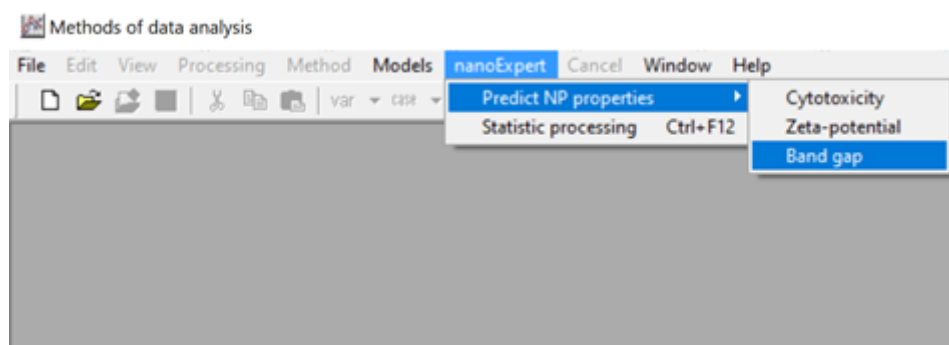 Methods of data analysis
File Edit View Processing Method Models nanoExpert Cancel Window Help
var case
Predict NP properties
Statistic processing Ctrl+F12
Cytotoxicity
Zeta-potential
Band gap